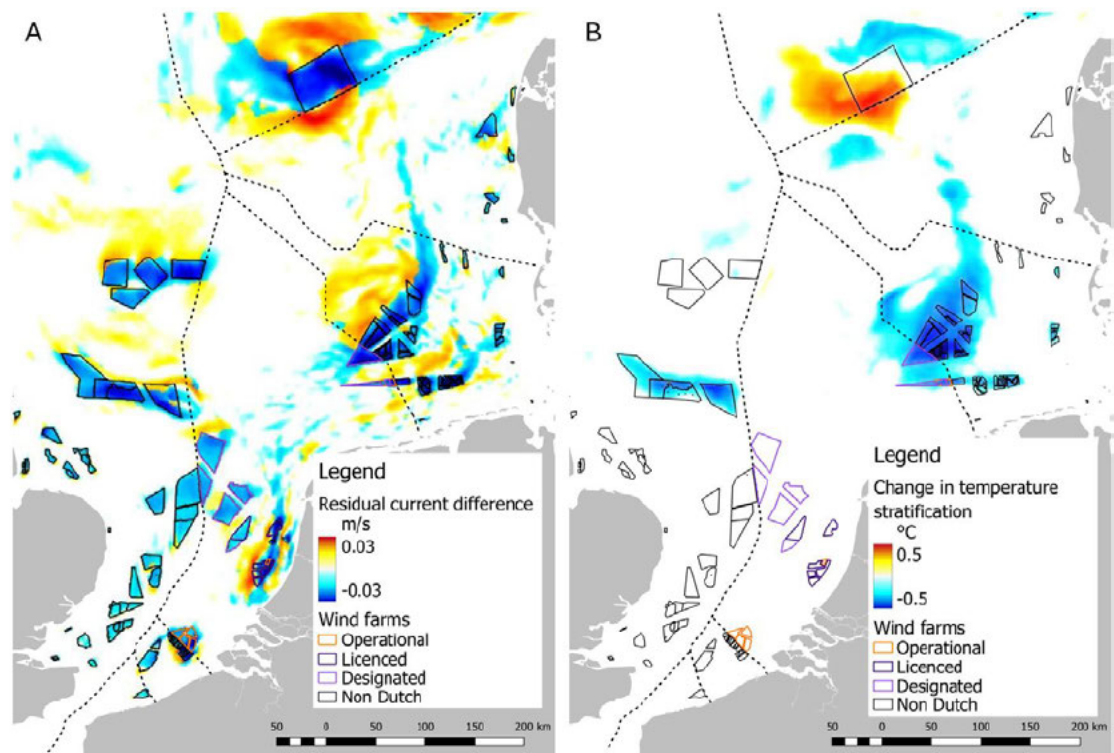 A
Legend
Residual current difference
m/s
0.03
-0.03
Wind farms
Operational
Licenced
Designated
Non Dutch
50 0 50 100 150 200 km
B
Legend
Change in temperature
stratification
°C
0.5
-0.5
Wind farms
Operational
Licenced
Designated
Non Dutch
50 0 50 100 150 200 km